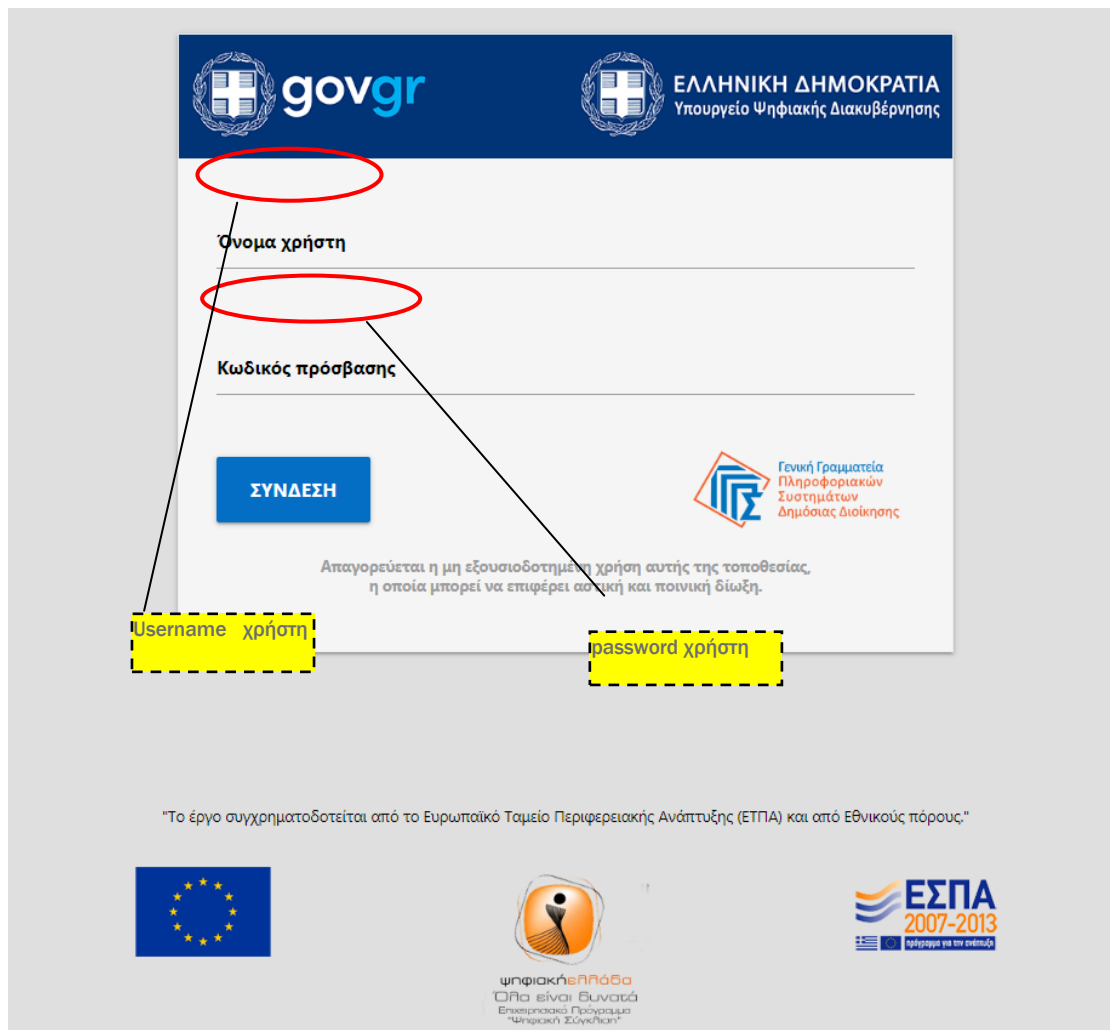 govgr
ΕΛΛΗΝΙΚΗ ΔΗΜΟΚΡΑΤΙΑ
Υπουργείο Ψηφιακής Διακυβέρνησης
Όνομα χρήστη
Κωδικός πρόσβασης
ΣΥΝΔΕΣΗ
Γενική Γραμματεία
Πληροφοριακών
Συστημάτων
Δημόσιας Διοίκησης
Απαγορεύεται η μη εξουσιοδοτημένη χρήση αυτής της τοποθεσίας,
η οποία μπορεί να επιφέρει αστική και ποινική δίωξη.
Username χρήστη
password χρήστη
"Το έργο συγχρηματοδοτείται από το Ευρωπαϊκό Ταμείο Περιφερειακής Ανάπτυξης (ΕΤΠΑ) και από Εθνικούς πόρους."
ΕΣΠΑ
2007-2013
πρόγραμμα για την ανάπτυξη
ψηφιακήελλάδα
Όλα είναι δυνατά
Επιχειρησιακό Πρόγραμμα
"Ψηφιακή Σύγκλιση"